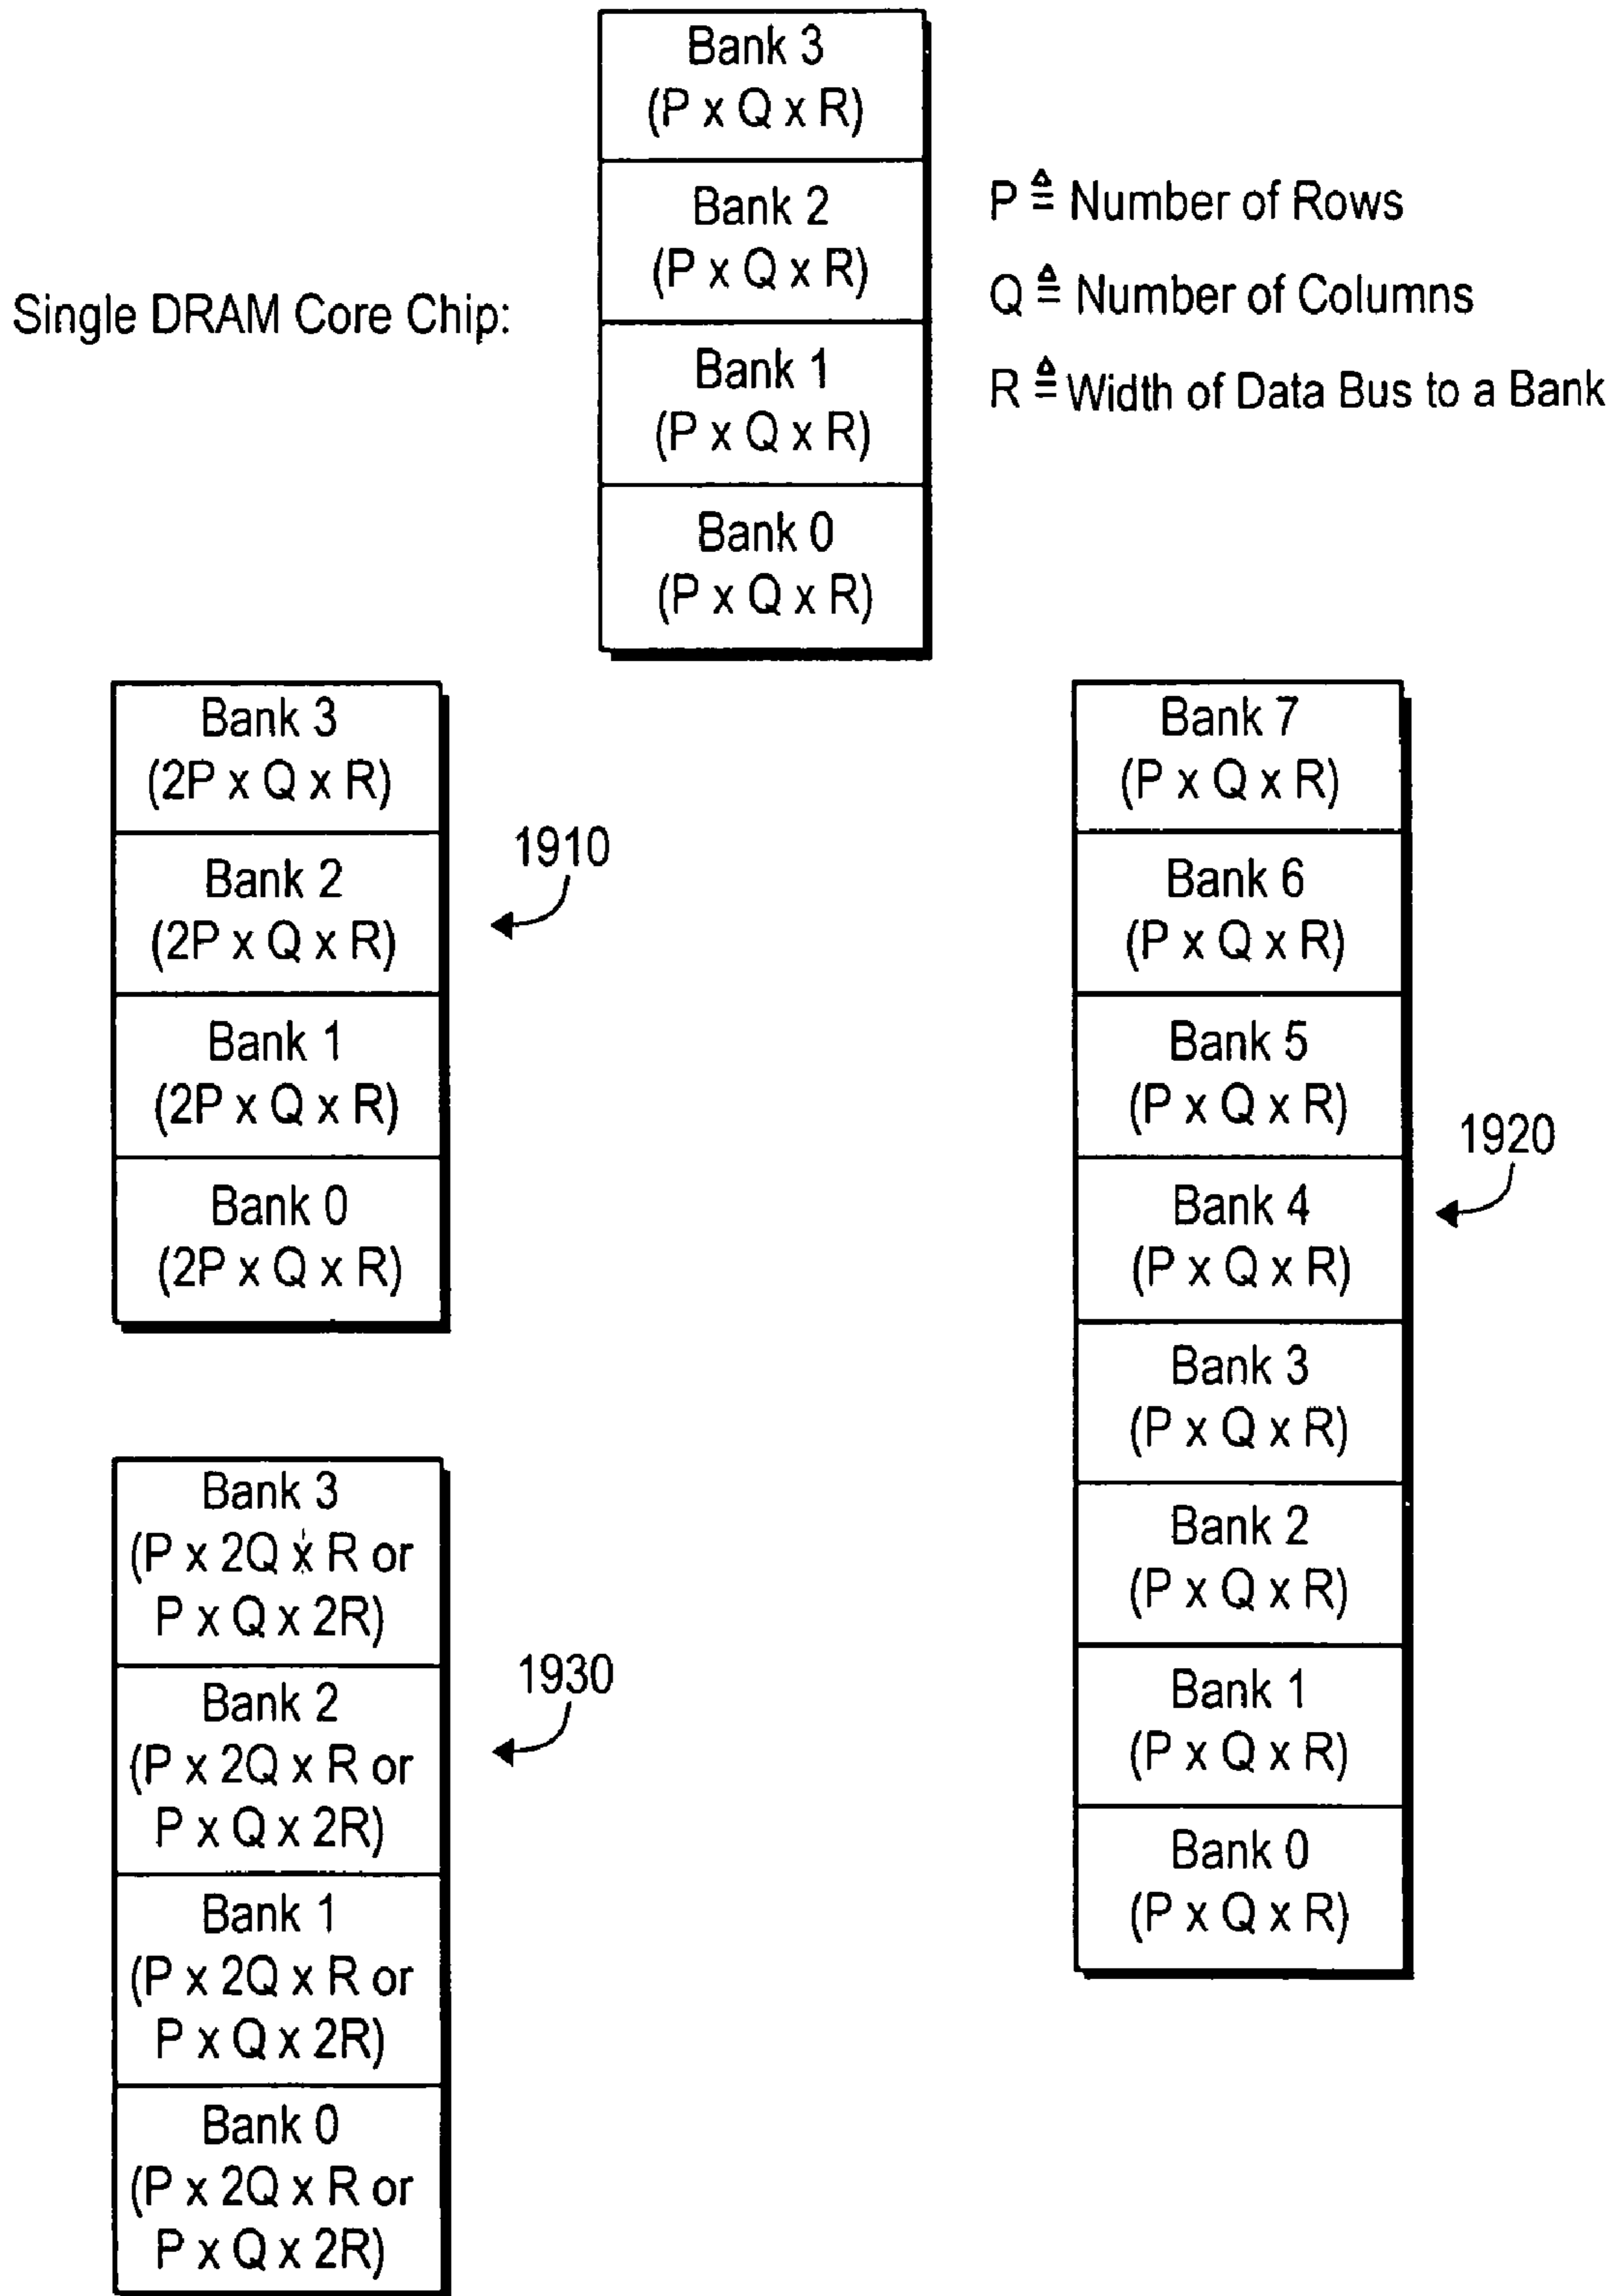 Bank 3
(P x Q x R)
Bank 2
(P x Q x R)
Bank 1
(P x Q x R)
Bank 0
(P x Q x R)
Single DRAM Core Chip:
P ≜ Number of Rows
Q ≜ Number of Columns
R ≜ Width of Data Bus to a Bank
Bank 3
(2P x Q x R)
Bank 2
(2P x Q x R)
Bank 1
(2P x Q x R)
Bank 0
(2P x Q x R)
1910
Bank 7
(P x Q x R)
Bank 6
(P x Q x R)
Bank 5
(P x Q x R)
Bank 4
(P x Q x R)
Bank 3
(P x Q x R)
Bank 2
(P x Q x R)
Bank 1
(P x Q x R)
Bank 0
(P x Q x R)
1920
Bank 3
(P x 2Q x R or
P x Q x 2R)
Bank 2
(P x 2Q x R or
P x Q x 2R)
Bank 1
(P x 2Q x R or
P x Q x 2R)
Bank 0
(P x 2Q x R or
P x Q x 2R)
1930